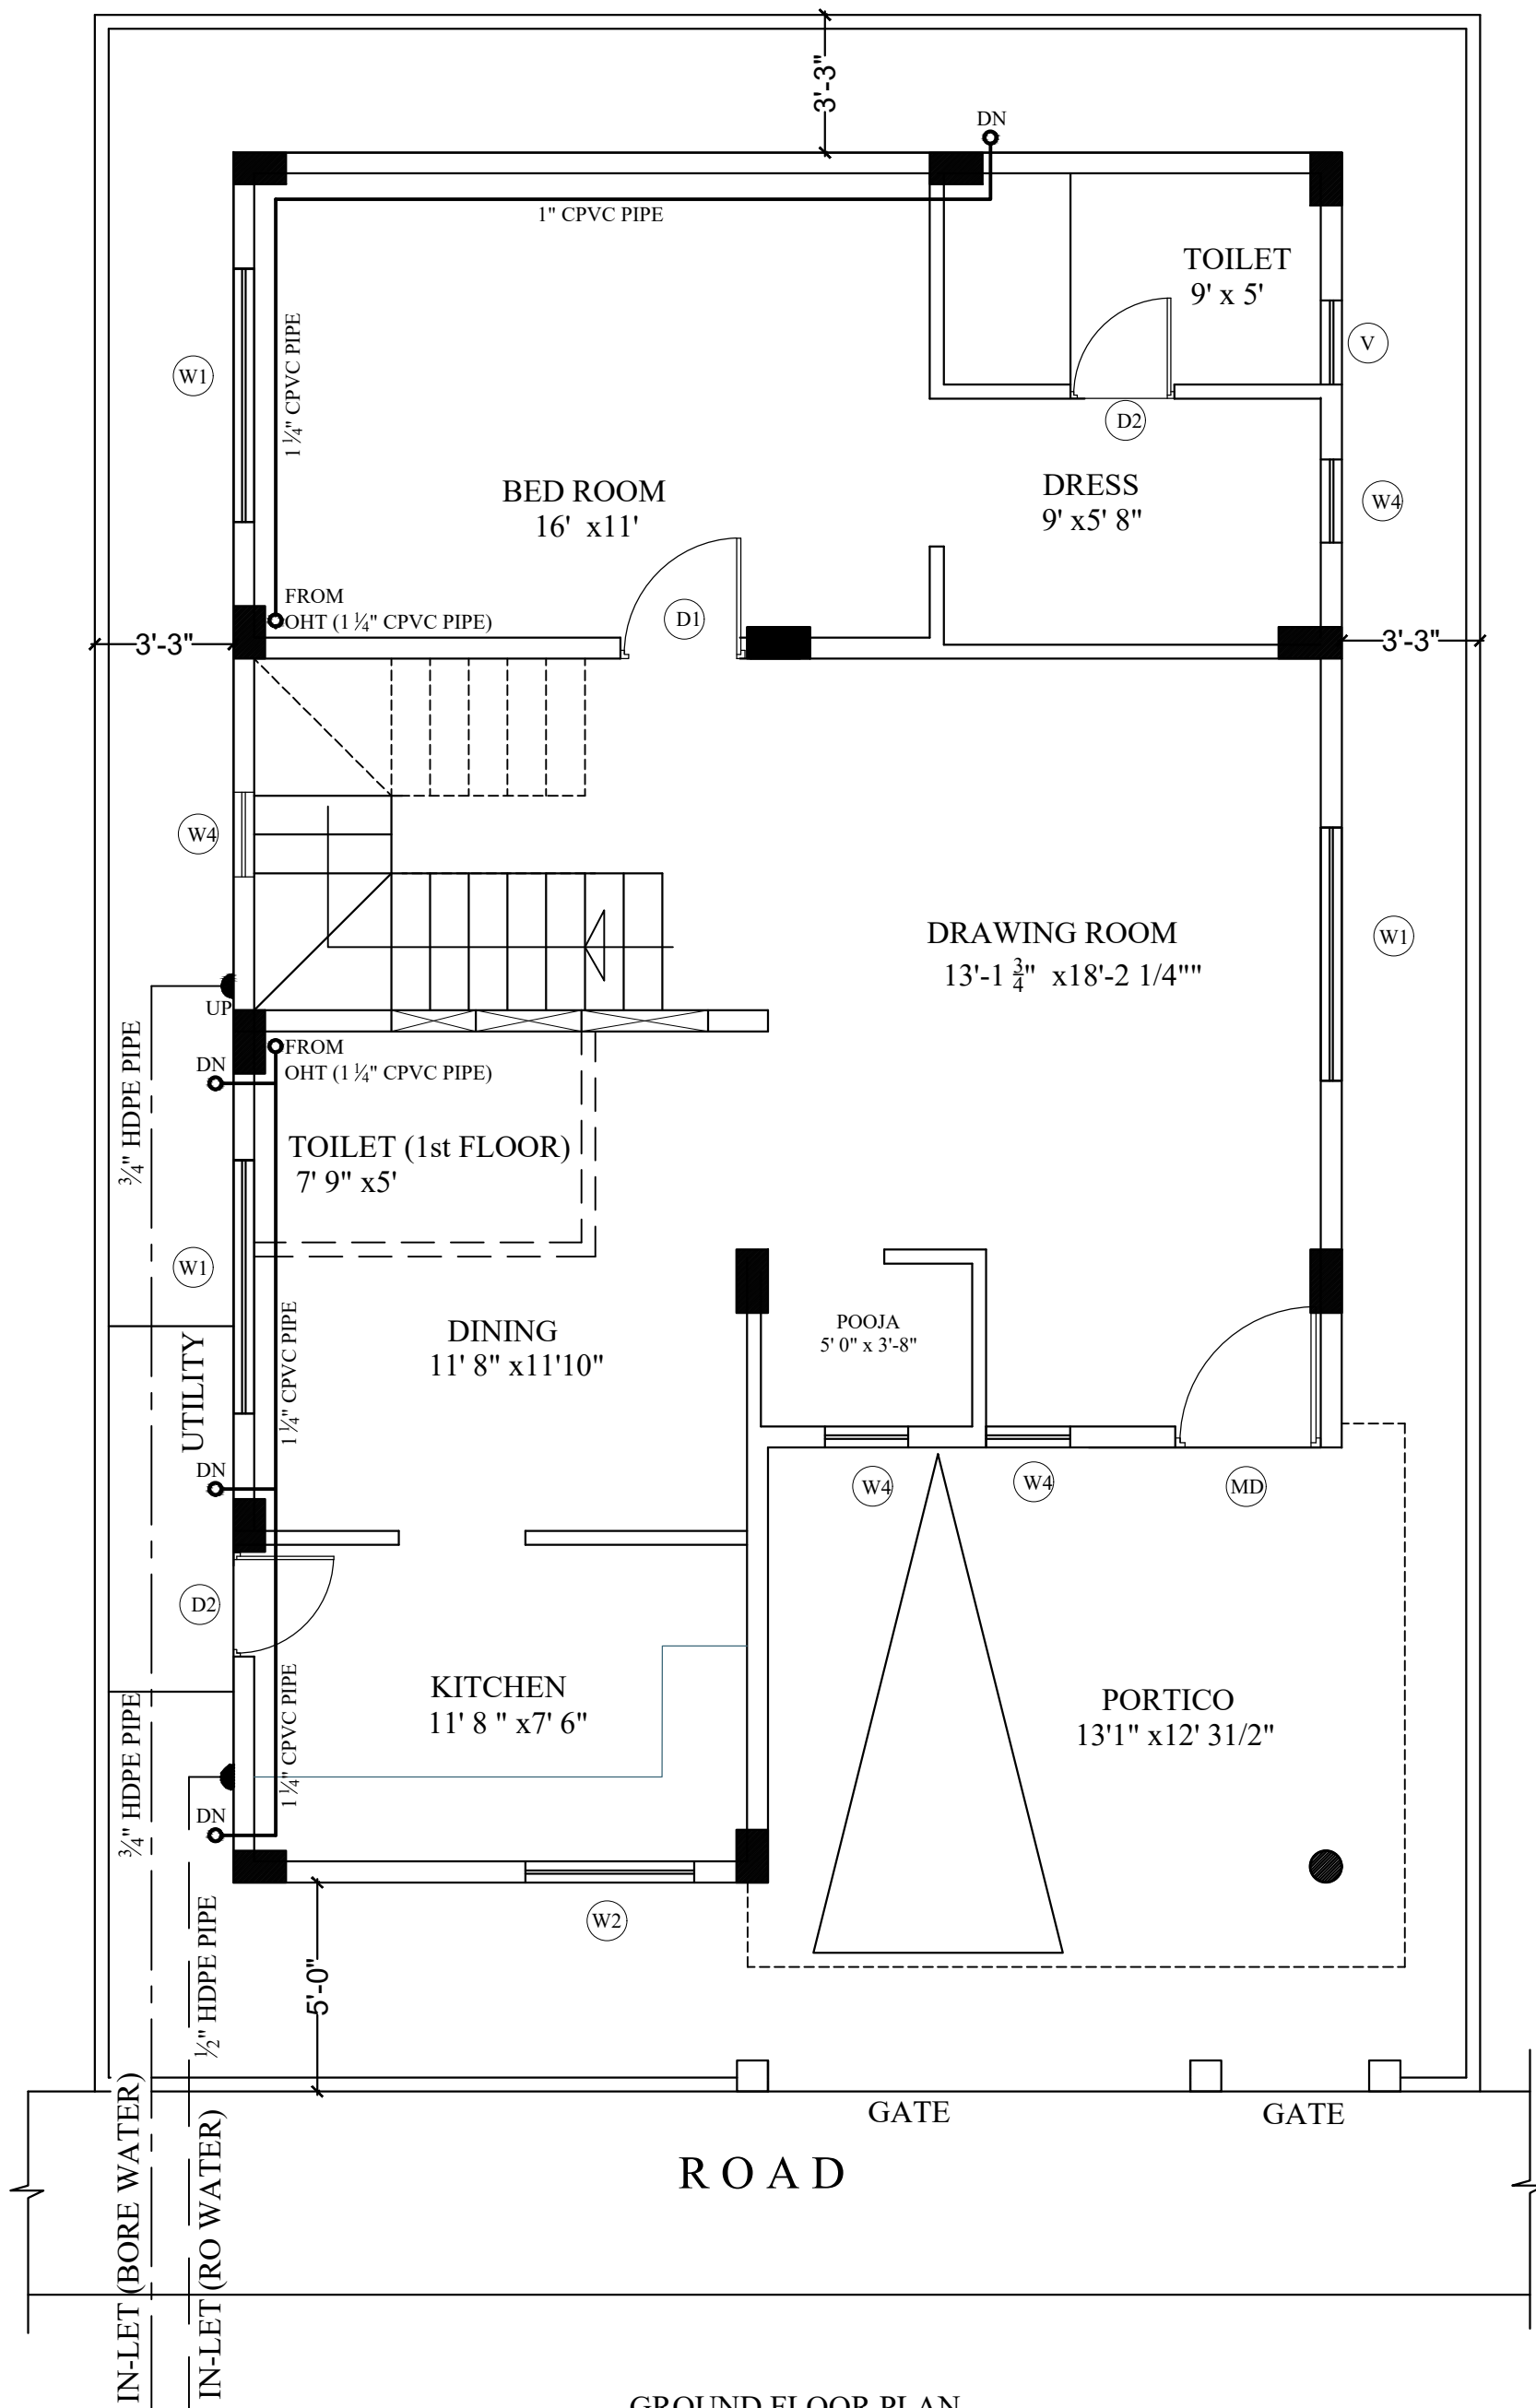 3'-3"
DN
1" CPVC PIPE
TOILET
9' x 5'
V
W1
1 ¼" CPVC PIPE
D2
BED ROOM
16'  x11'
DRESS
9' x5' 8"
W4
FROM
OHT (1 ¼" CPVC PIPE)
D1
3'-3"
3'-3"
W4
DRAWING ROOM
13'-1 ¾"  x18'-2 1/4""
W1
UP
¾" HDPE PIPE
DN
FROM
OHT (1 ¼" CPVC PIPE)
TOILET (1st FLOOR)
7' 9" x5'
W1
UTILITY
1 ¼" CPVC PIPE
DINING
11' 8" x11'10"
POOJA
5' 0" x 3'-8"
DN
W4
W4
MD
D2
KITCHEN
11' 8 " x7' 6"
PORTICO
13'1" x12' 31/2"
¾" HDPE PIPE
1 ¼" CPVC PIPE
DN
W2
½" HDPE PIPE
5'-0"
GATE
GATE
ROAD
IN-LET (BORE WATER)
IN-LET (RO WATER)
GROUND FLOOR PLAN